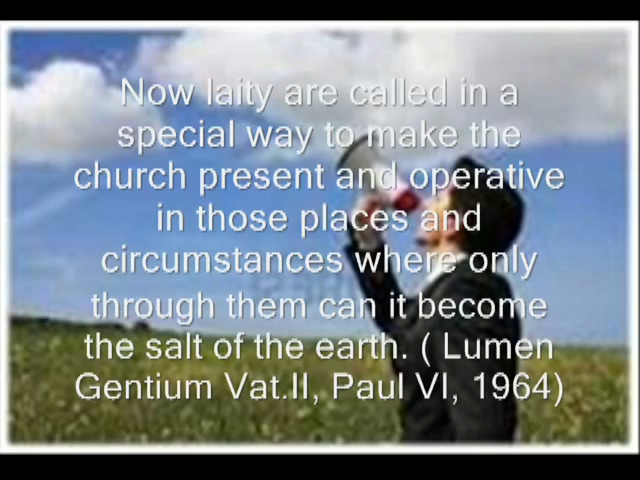 Now laity are called in a
special way to make the
church present and operative
in those places and
circumstances where only
through them can it become
the salt of the earth. ( Lumen
Gentium Vat.II, Paul VI, 1964)